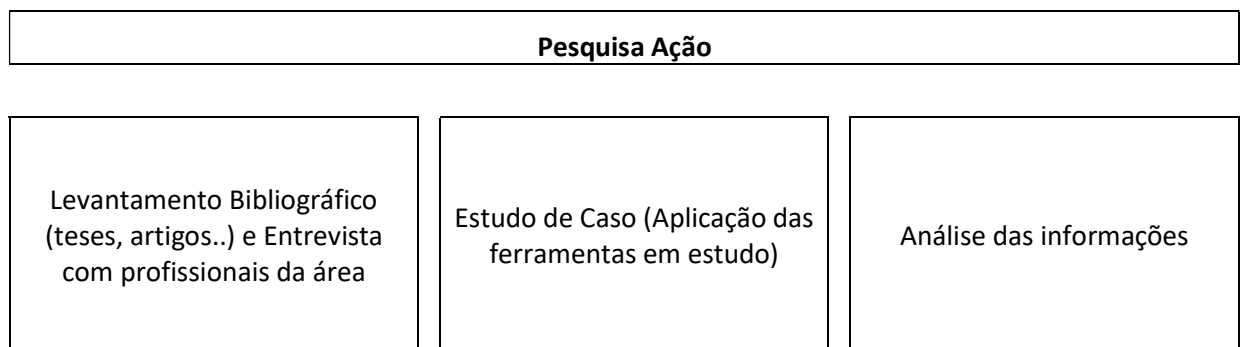 Pesquisa Ação
Levantamento Bibliográfico
(teses, artigos..) e Entrevista
com profissionais da área
Estudo de Caso (Aplicação das
ferramentas em estudo)
Análise das informações